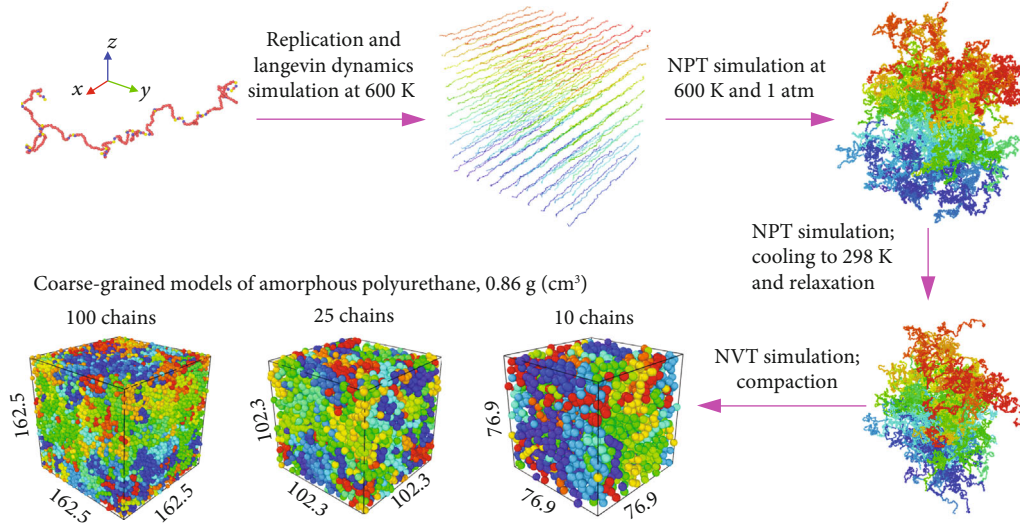 z
x
y
Replication and
langevin dynamics
simulation at 600 K
NPT simulation at
600 K and 1 atm
NPT simulation;
cooling to 298 K
and relaxation
NVT simulation;
compaction
Coarse-grained models of amorphous polyurethane, 0.86 g (cm³)
100 chains
25 chains
10 chains
162.5
162.5
162.5
102.3
102.3
102.3
76.9
76.9
76.9